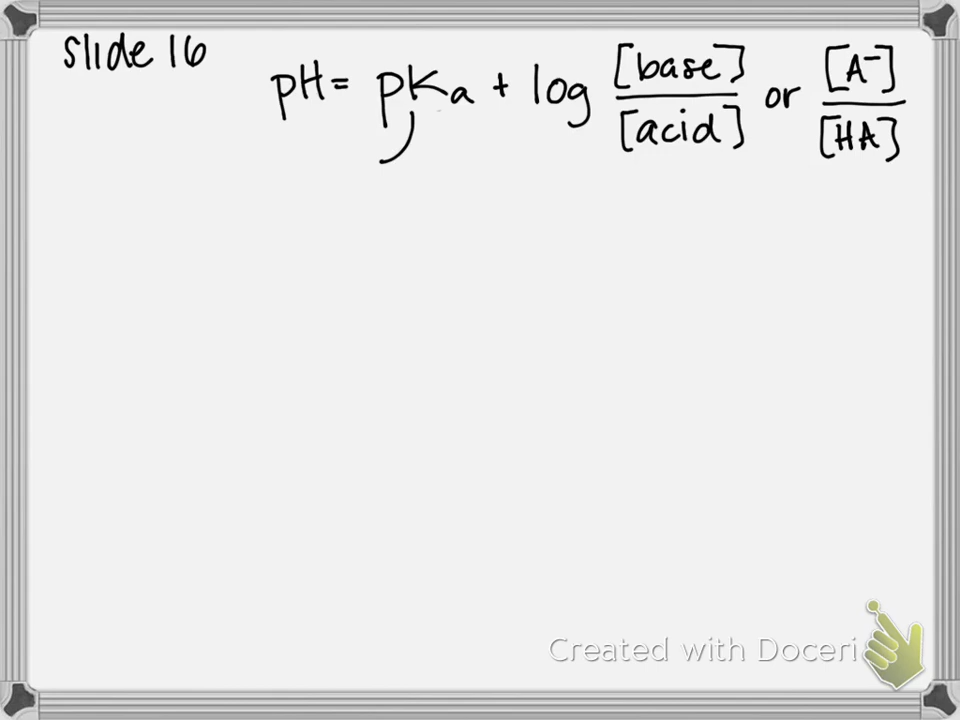 slide 16
pH = pKa + log [base]/[acid] or [A⁻]/[HA]
Created with Doceri